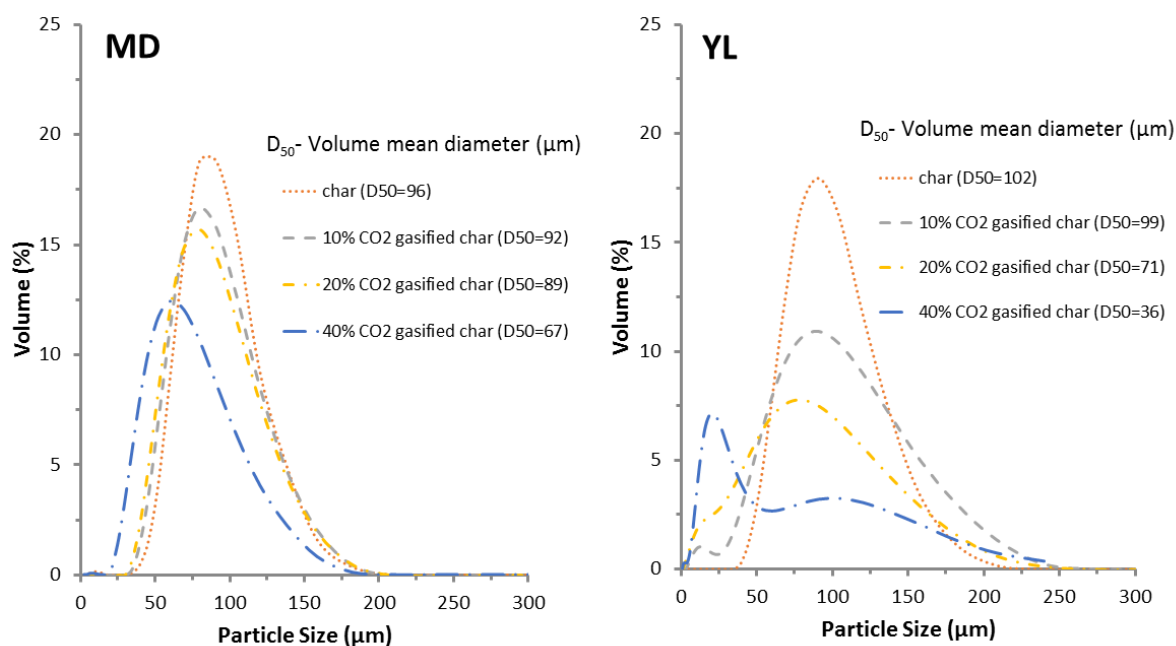 MD
25
20
15
10
5
0
Volume (%)
D50- Volume mean diameter (µm)
char (D50=96)
10% CO2 gasified char (D50=92)
20% CO2 gasified char (D50=89)
40% CO2 gasified char (D50=67)
0 50 100 150 200 250 300
Particle Size (µm)
YL
25
20
15
10
5
0
Volume (%)
D50- Volume mean diameter (µm)
char (D50=102)
10% CO2 gasified char (D50=99)
20% CO2 gasified char (D50=71)
40% CO2 gasified char (D50=36)
0 50 100 150 200 250 300
Particle Size (µm)